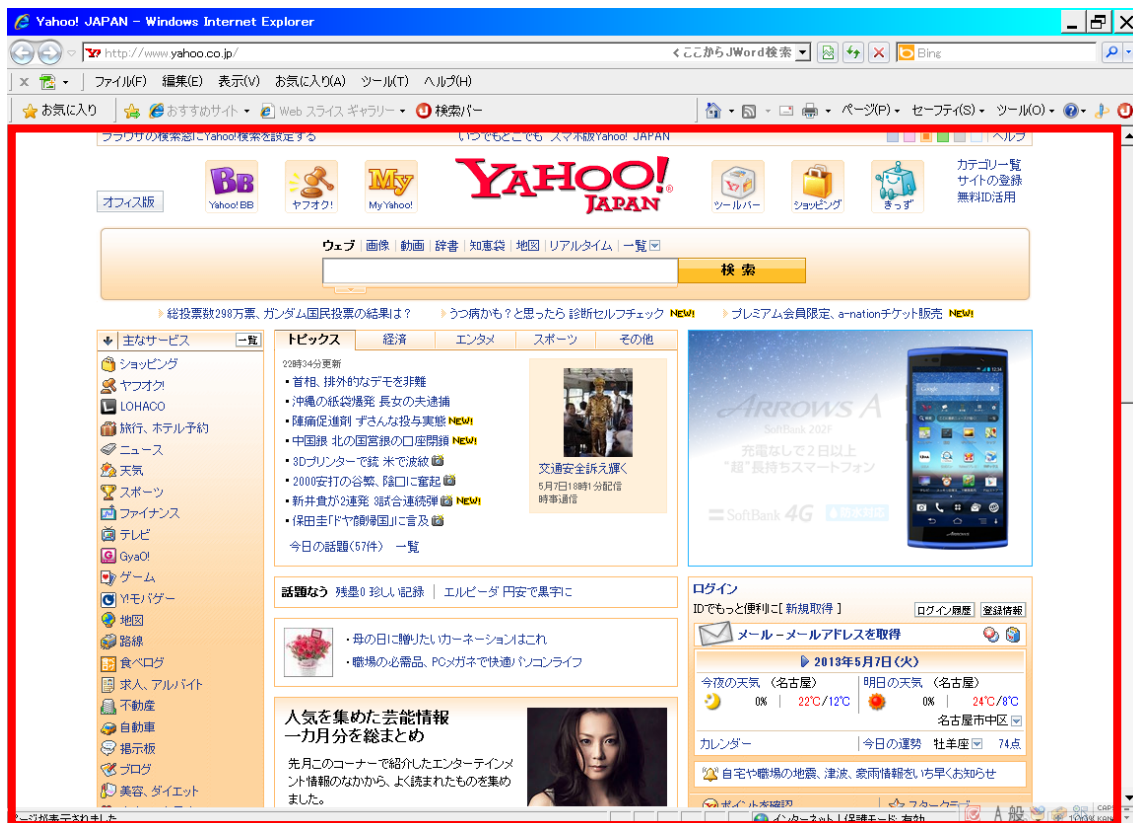 Yahoo! JAPAN - Windows Internet Explorer
http://www.yahoo.co.jp/
くここからJWord検索
Bing
ファイル(F) 編集(E) 表示(V) お気に入り(A) ツール(T) ヘルプ(H)
お気に入り おすすめサイト Web スライス ギャラリー 検索バー
ページ(P) セーフティ(S) ツール(O)
ブラウザの検索窓にYahoo!検索を設定する いつでもどこでも スマホ版Yahoo! JAPAN ヘルプ
オフィス版
Yahoo!BB
ヤフオク!
My Yahoo!
YAHOO! JAPAN
ツールバー
ショッピング
きっず
カテゴリ一覧
サイトの登録
無料ID活用
ウェブ 画像 動画 辞書 知恵袋 地図 リアルタイム 一覧
検索
総投票数298万票、ガンダム国民投票の結果は？ うつ病かも？と思ったら 診断セルフチェック NEW! プレミアム会員限定、a-nationチケット販売 NEW!
主なサービス 一覧
ショッピング
ヤフオク!
LOHACO
旅行、ホテル予約
ニュース
天気
スポーツ
ファイナンス
テレビ
GyaO!
ゲーム
Y!モバゲー
地図
路線
食べログ
求人、アルバイト
不動産
自動車
掲示板
ブログ
美容、ダイエット
トピックス 経済 エンタメ スポーツ その他
22時34分更新
首相、排外的なデモを非難
沖縄の紙袋爆発 長女の夫逮捕
陣痛促進剤 ずさんな投与実態 NEW!
中国銀 北の国営銀の口座閉鎖 NEW!
3Dプリンターで銃 米で波紋
2000安打の谷繁、陰口に奮起
新井貴が2連発 3試合連続弾 NEW!
保田圭「ドヤ顔帰国」に言及
今日の話題(57件) 一覧
交通安全訴え輝く
5月7日18時1分配信
時事通信
話題なう 残塁0 珍しい記録 エルピーダ 円安で黒字に
・母の日に贈りたいカーネーションはこれ
・職場の必需品、PCメガネで快適パソコンライフ
人気を集めた芸能情報
一カ月分を総まとめ
先月このコーナーで紹介したエンターテインメ
ント情報のなかから、よく読まれたものを集め
ました。
ARROWS A
SoftBank 202F
充電なしで2日以上
“超”長持ちスマートフォン
SoftBank 4G 防水対応
ログイン
IDでもっと便利に[ 新規取得 ] ログイン履歴 登録情報
メール - メールアドレスを取得
2013年5月7日(火)
今夜の天気 (名古屋) 明日の天気 (名古屋)
0% 22℃/12℃ 0% 24℃/8℃
名古屋市中区
カレンダー 今日の運勢 牡羊座 74点
自宅や職場の地震、津波、豪雨情報をいち早くお知らせ
ポイントを確認 スタークラブ
ページが表示されました
インターネット | 保護モード: 有効
A 般